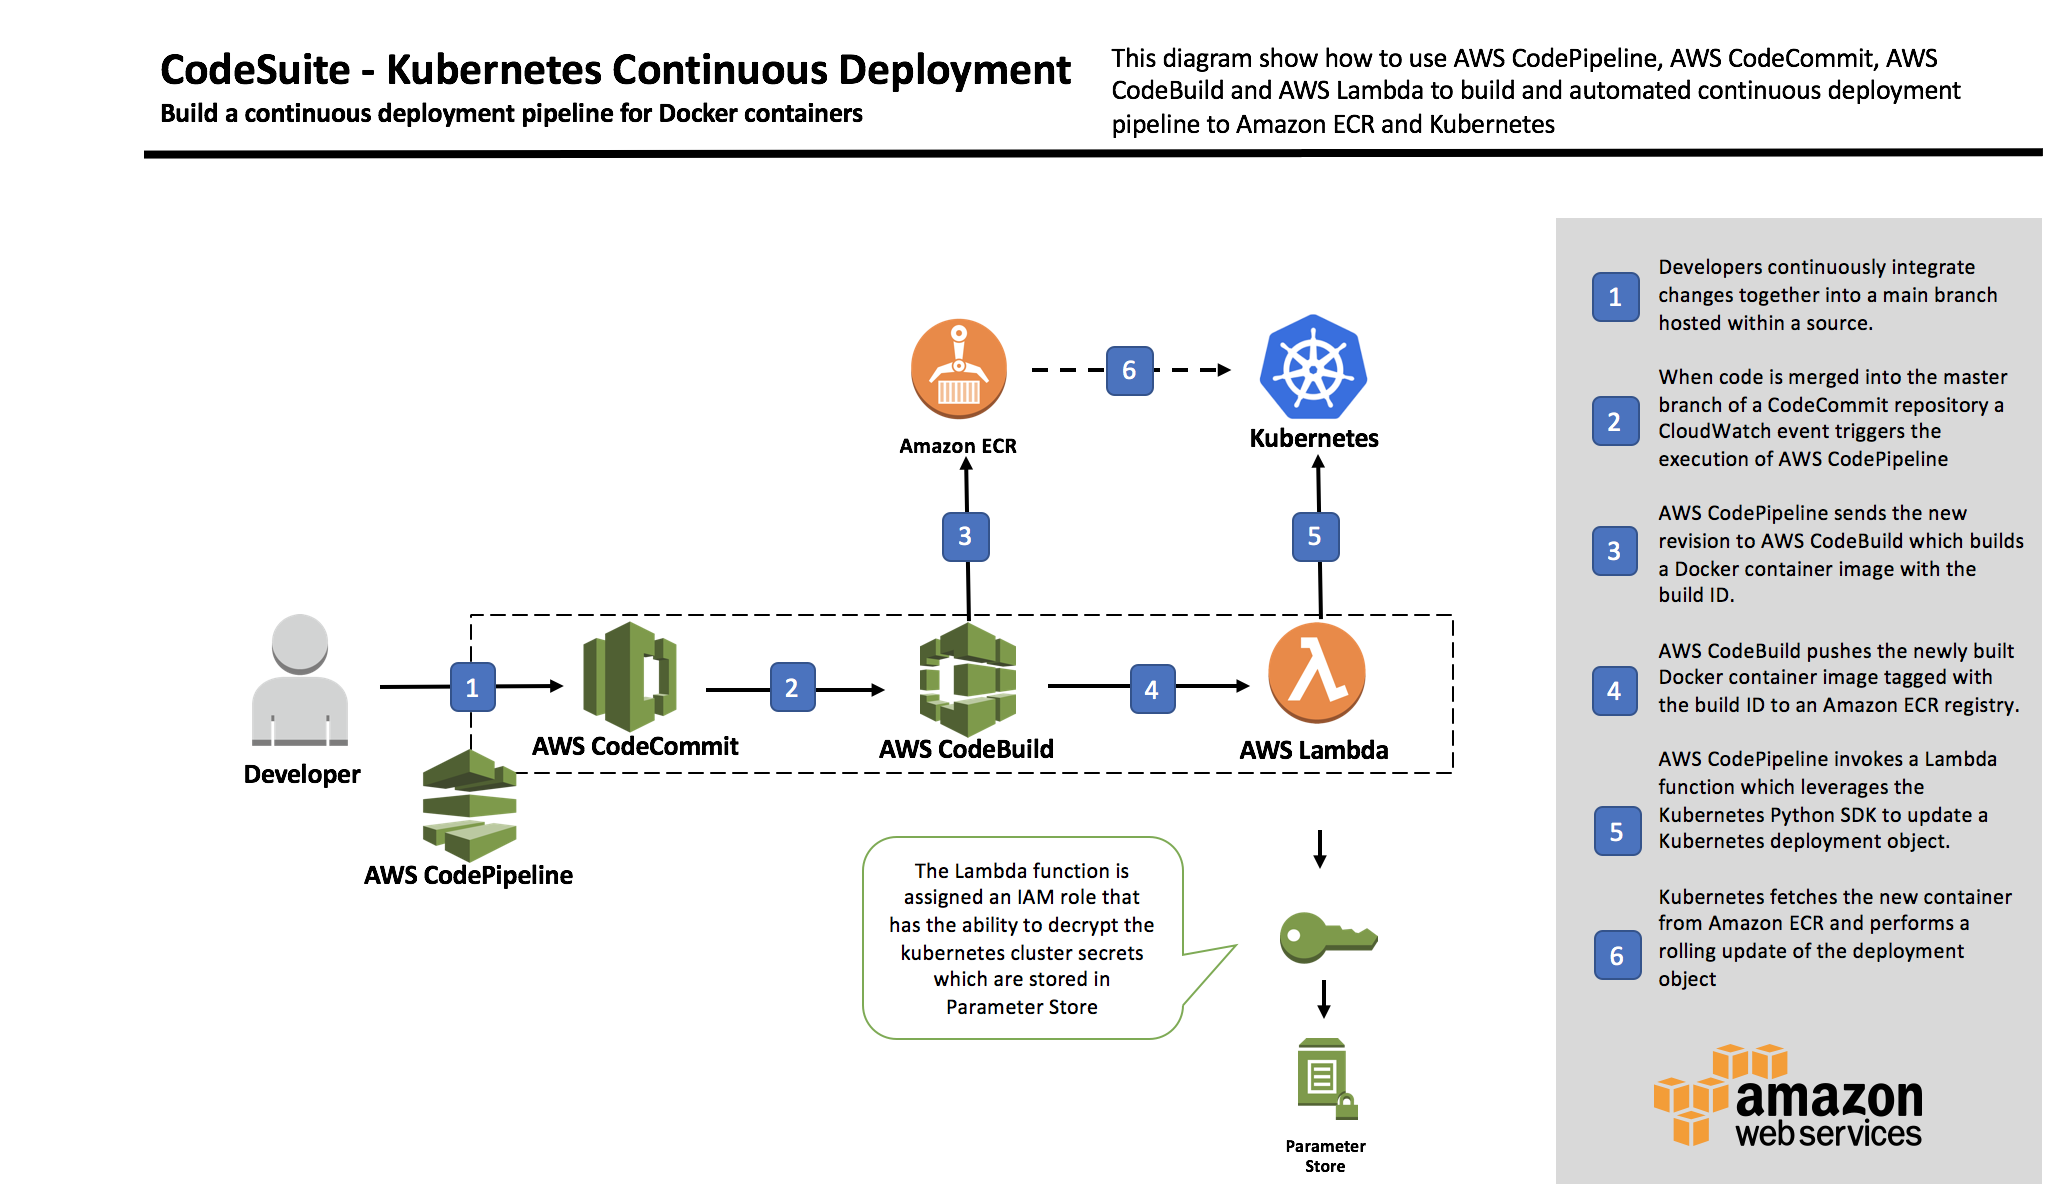 CodeSuite - Kubernetes Continuous Deployment
Build a continuous deployment pipeline for Docker containers
This diagram show how to use AWS CodePipeline, AWS CodeCommit, AWS
CodeBuild and AWS Lambda to build and automated continuous deployment
pipeline to Amazon ECR and Kubernetes
6
Amazon ECR
Kubernetes
3
5
1
2
4
AWS CodeCommit
AWS CodeBuild
AWS Lambda
Developer
AWS CodePipeline
The Lambda function is
assigned an IAM role that
has the ability to decrypt the
kubernetes cluster secrets
which are stored in
Parameter Store
Parameter
Store
1
Developers continuously integrate
changes together into a main branch
hosted within a source.
2
When code is merged into the master
branch of a CodeCommit repository a
CloudWatch event triggers the
execution of AWS CodePipeline
3
AWS CodePipeline sends the new
revision to AWS CodeBuild which builds
a Docker container image with the
build ID.
4
AWS CodeBuild pushes the newly built
Docker container image tagged with
the build ID to an Amazon ECR registry.
5
AWS CodePipeline invokes a Lambda
function which leverages the
Kubernetes Python SDK to update a
Kubernetes deployment object.
6
Kubernetes fetches the new container
from Amazon ECR and performs a
rolling update of the deployment
object
amazon
web services